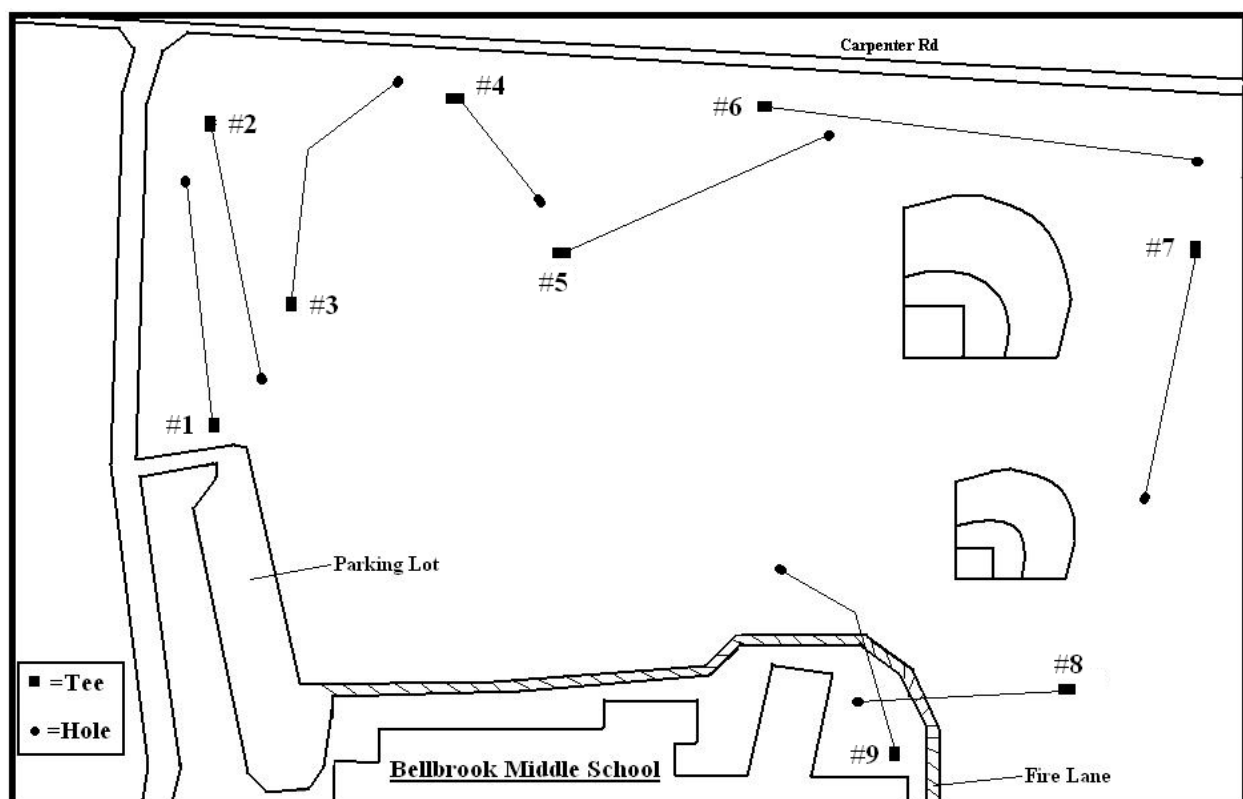 Carpenter Rd
#4
#6
#2
#7
#5
#3
#1
Parking Lot
=Tee
#8
=Hole
#9
Bellbrook Middle School
Fire Lane